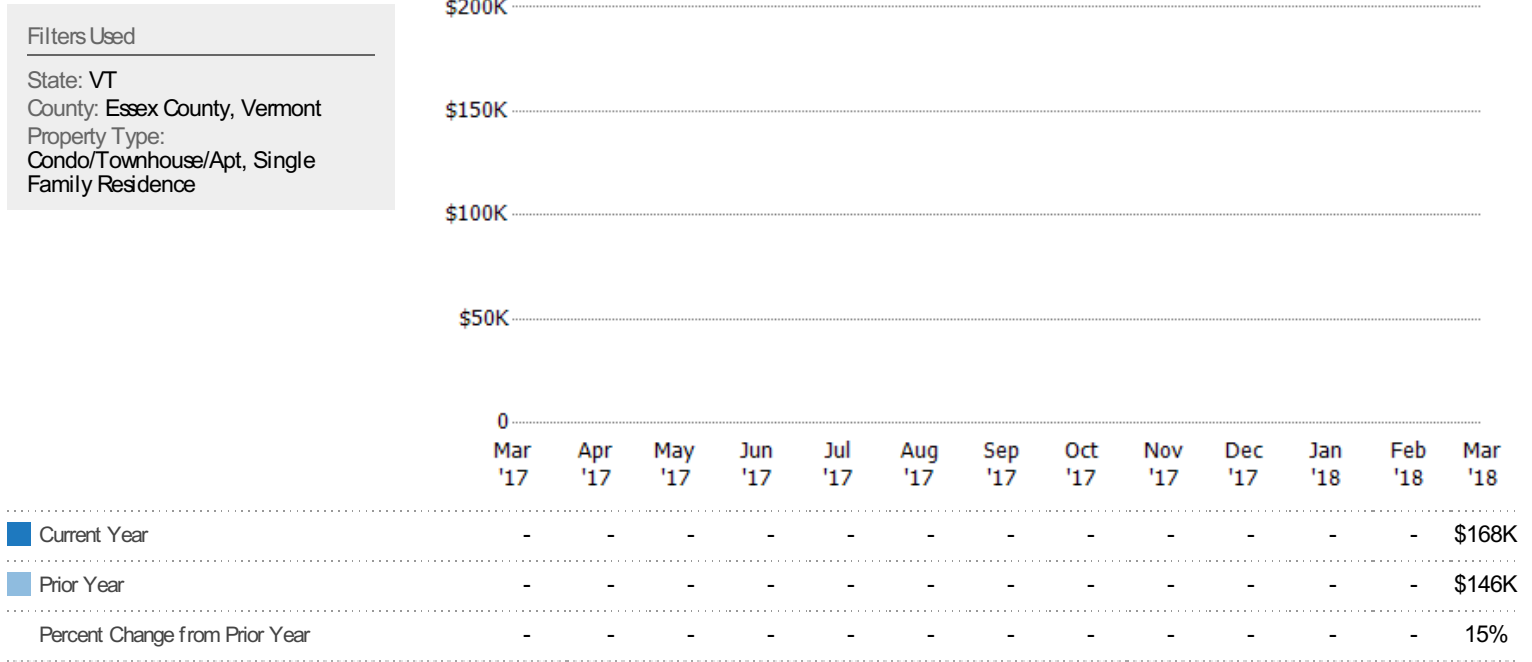 Filters Used
State: VT
County: Essex County, Vermont
Property Type:
Condo/Townhouse/Apt, Single
Family Residence
$200K
$150K
$100K
$50K
0
Mar Apr May Jun Jul Aug Sep Oct Nov Dec Jan Feb Mar
'17 '17 '17 '17 '17 '17 '17 '17 '17 '17 '18 '18 '18
Current Year - - - - - - - - - - - - $168K
Prior Year - - - - - - - - - - - - $146K
Percent Change from Prior Year - - - - - - - - - - - - 15%